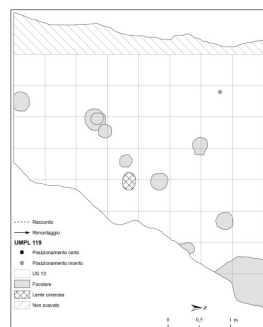 Raccordo
Rimontaggio
UMPL 119
Posizionamento certo
Posizionamento incerto
US 13
Focolare
Lente cinerosa
Non scavato
0 0,5 1 m